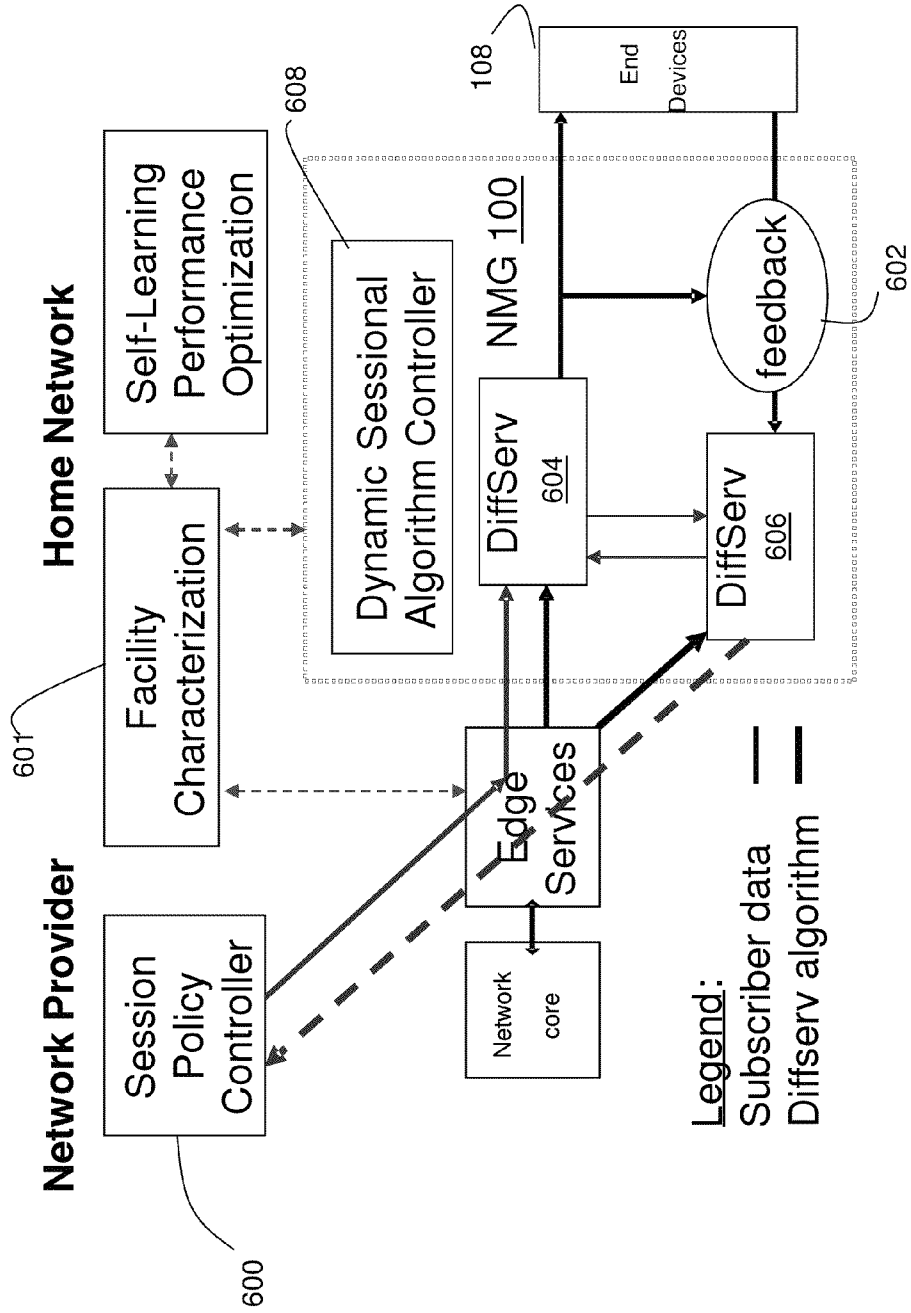 Network Provider
Home Network
601
Session
Policy
Controller
Facility
Characterization
Self-Learning
Performance
Optimization
600
608
Dynamic Sessional
Algorithm Controller
NMG 100
108
Network
core
Edge
Services
DiffServ
604
End
Devices
DiffServ
606
feedback
602
Legend:
Subscriber data
Diffserv algorithm